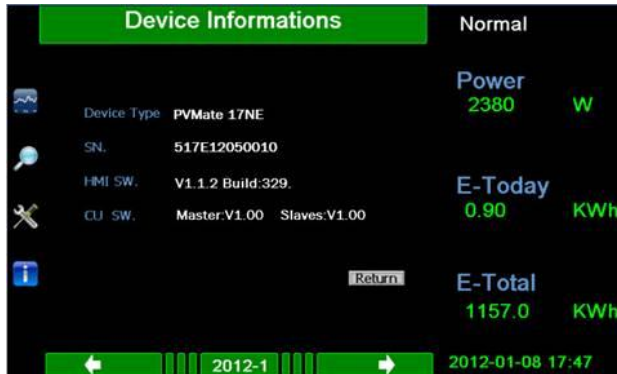 Device Informations
Normal
Device Type PVMate 17NE
SN. 517E12050010
HMI SW. V1.1.2 Build:329.
CU SW. Master:V1.00 Slaves:V1.00
Return
Power
2380 W
E-Today
0.90 KWh
E-Total
1157.0 KWh
2012-1
2012-01-08 17:47